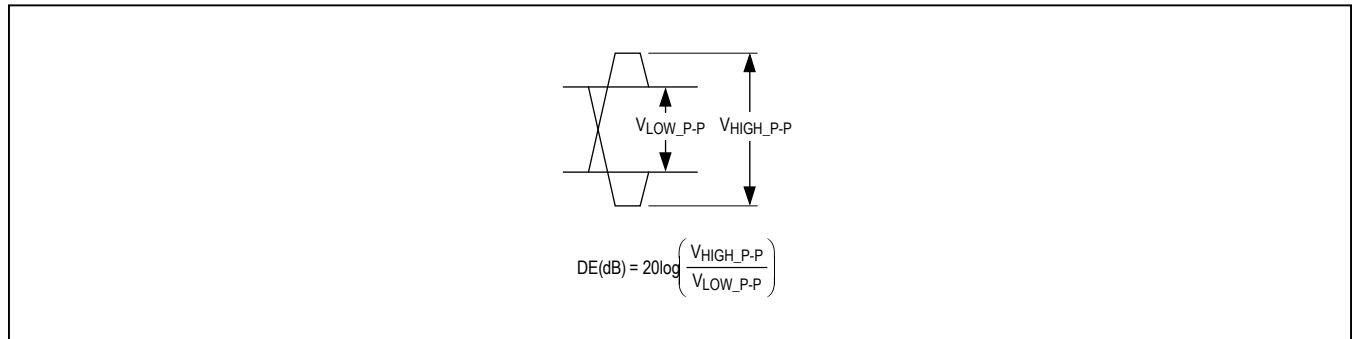 VLOW_P-P VHIGH_P-P
DE(dB) = 20log(VHIGH_P-P / VLOW_P-P)